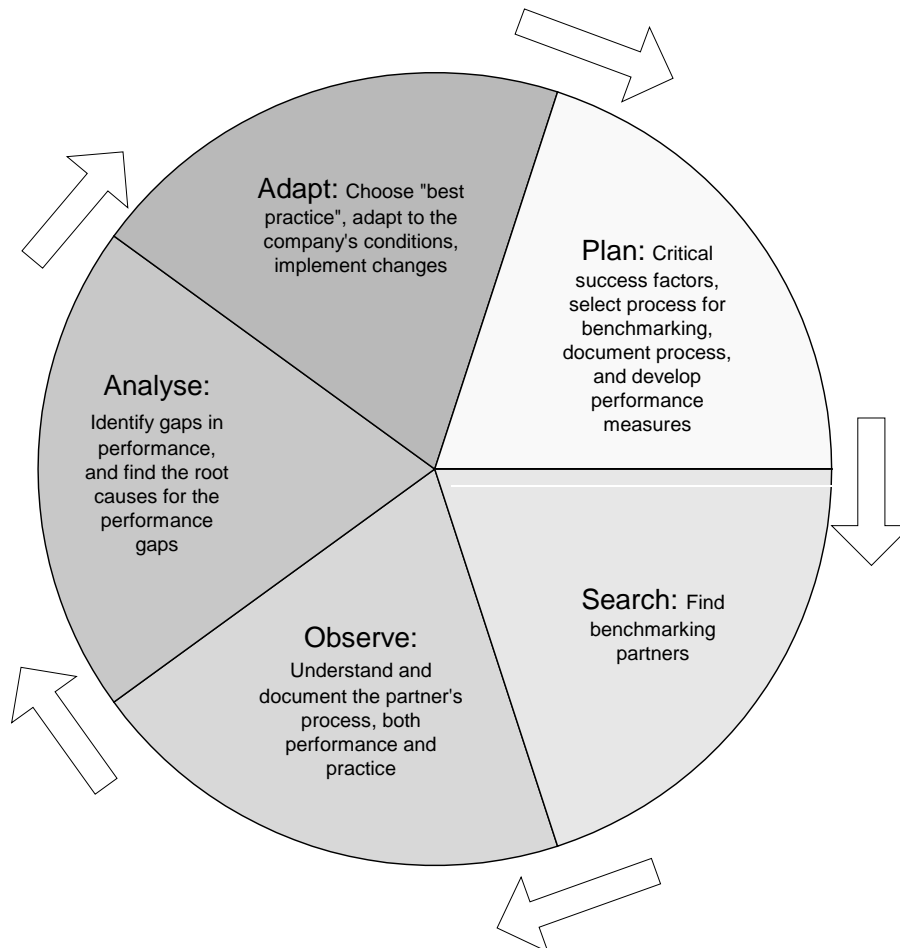 Adapt: Choose "best
practice", adapt to the
company's conditions,
implement changes
Plan: Critical
success factors,
select process for
benchmarking,
document process,
and develop
performance
measures
Search: Find
benchmarking
partners
Observe:
Understand and
document the partner's
process, both
performance and
practice
Analyse:
Identify gaps in
performance,
and find the root
causes for the
performance
gaps